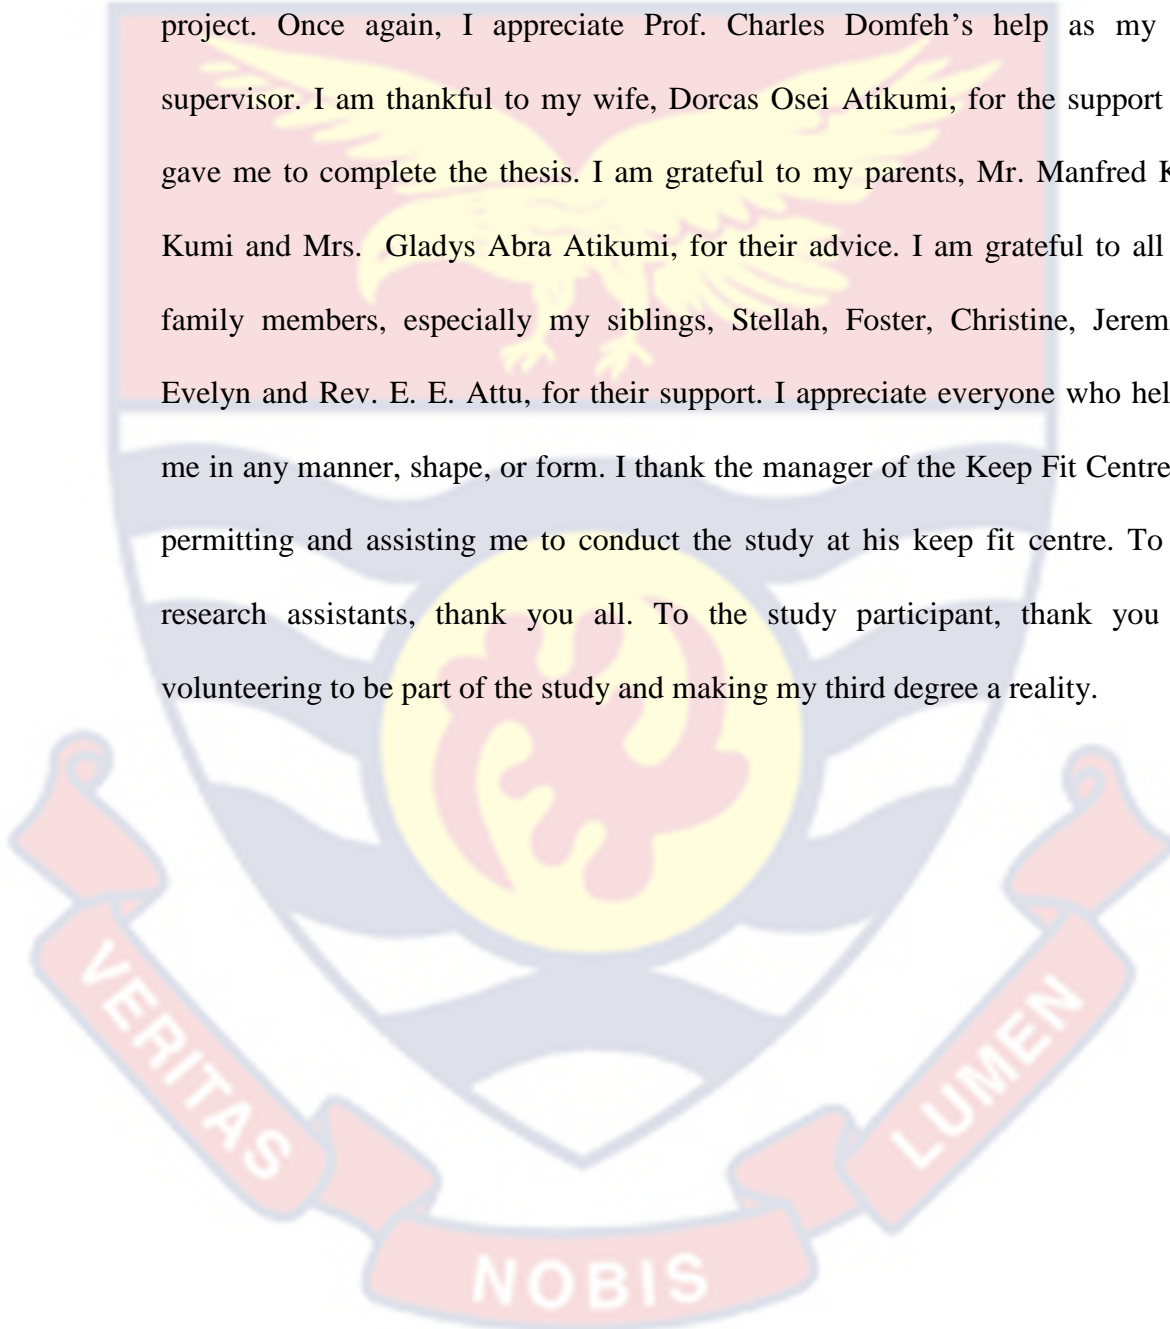 project. Once again, I appreciate Prof. Charles Domfeh's help as my
supervisor. I am thankful to my wife, Dorcas Osei Atikumi, for the support
gave me to complete the thesis. I am grateful to my parents, Mr. Manfred
Kumi and Mrs. Gladys Abra Atikumi, for their advice. I am grateful to all
family members, especially my siblings, Stellah, Foster, Christine,
Evelyn and Rev. E. E. Attu, for their support. I appreciate everyone who
me in any manner, shape, or form. I thank the manager of the Keep Fit Centre
permitting and assisting me to conduct the study at his keep fit centre. To
research assistants, thank you all. To the study participant, thank you
volunteering to be part of the study and making my third degree a reality.
VERITAS
NOBIS
LUMEN